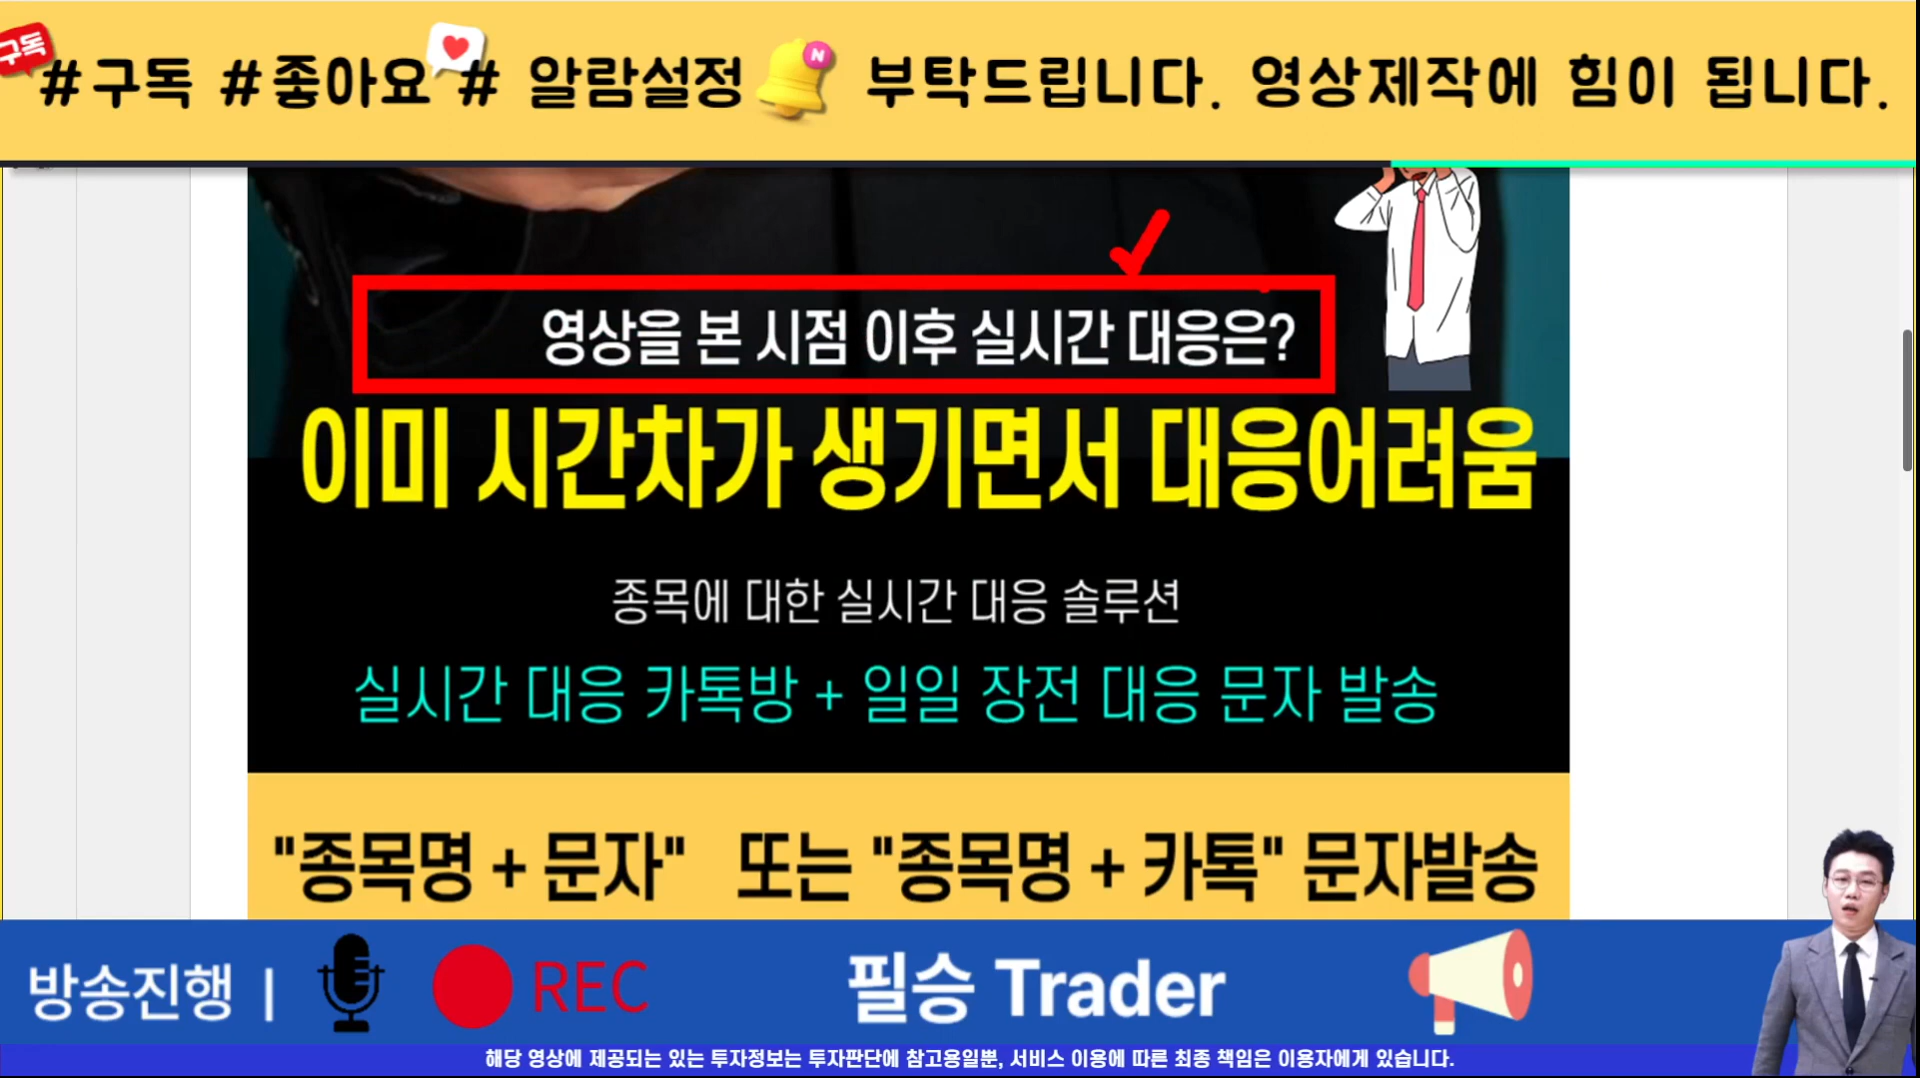 구독
#구독 #좋아요 # 알람설정 N 부탁드립니다. 영상제작에 힘이 됩니다.
영상을 본 시점 이후 실시간 대응은?
이미 시간차가 생기면서 대응어려움
종목에 대한 실시간 대응 솔루션
실시간 대응 카톡방 + 일일 장전 대응 문자 발송
"종목명 + 문자" 또는 "종목명 + 카톡" 문자발송
방송진행 | REC 필승 Trader
해당 영상에 제공되는 있는 투자정보는 투자판단에 참고용일뿐, 서비스 이용에 따른 최종 책임은 이용자에게 있습니다.